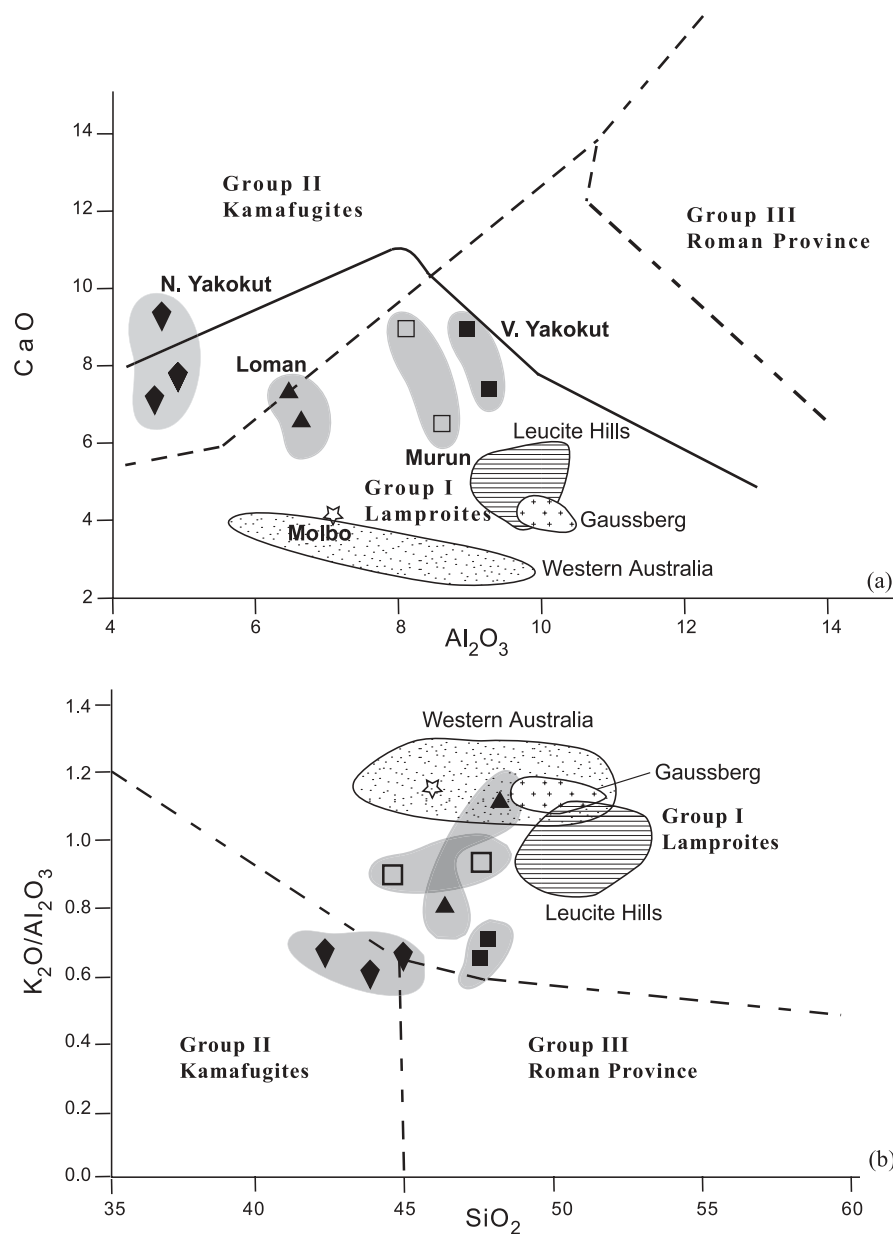 14
12
10
8
6
4
2
CaO
Group II
Kamafugites
Group III
Roman Province
N. Yakokut
V. Yakokut
Loman
Leucite Hills
Murun
Group I
Lamproites
Gaussberg
Molbo
Western Australia
(a)
4
6
8
10
12
14
Al₂O₃
1.4
1.2
1.0
0.8
0.6
0.4
0.2
0.0
K₂O/Al₂O₃
Western Australia
Gaussberg
Group I
Lamproites
Leucite Hills
Group II
Kamafugites
Group III
Roman Province
(b)
35
40
45
50
55
60
SiO₂